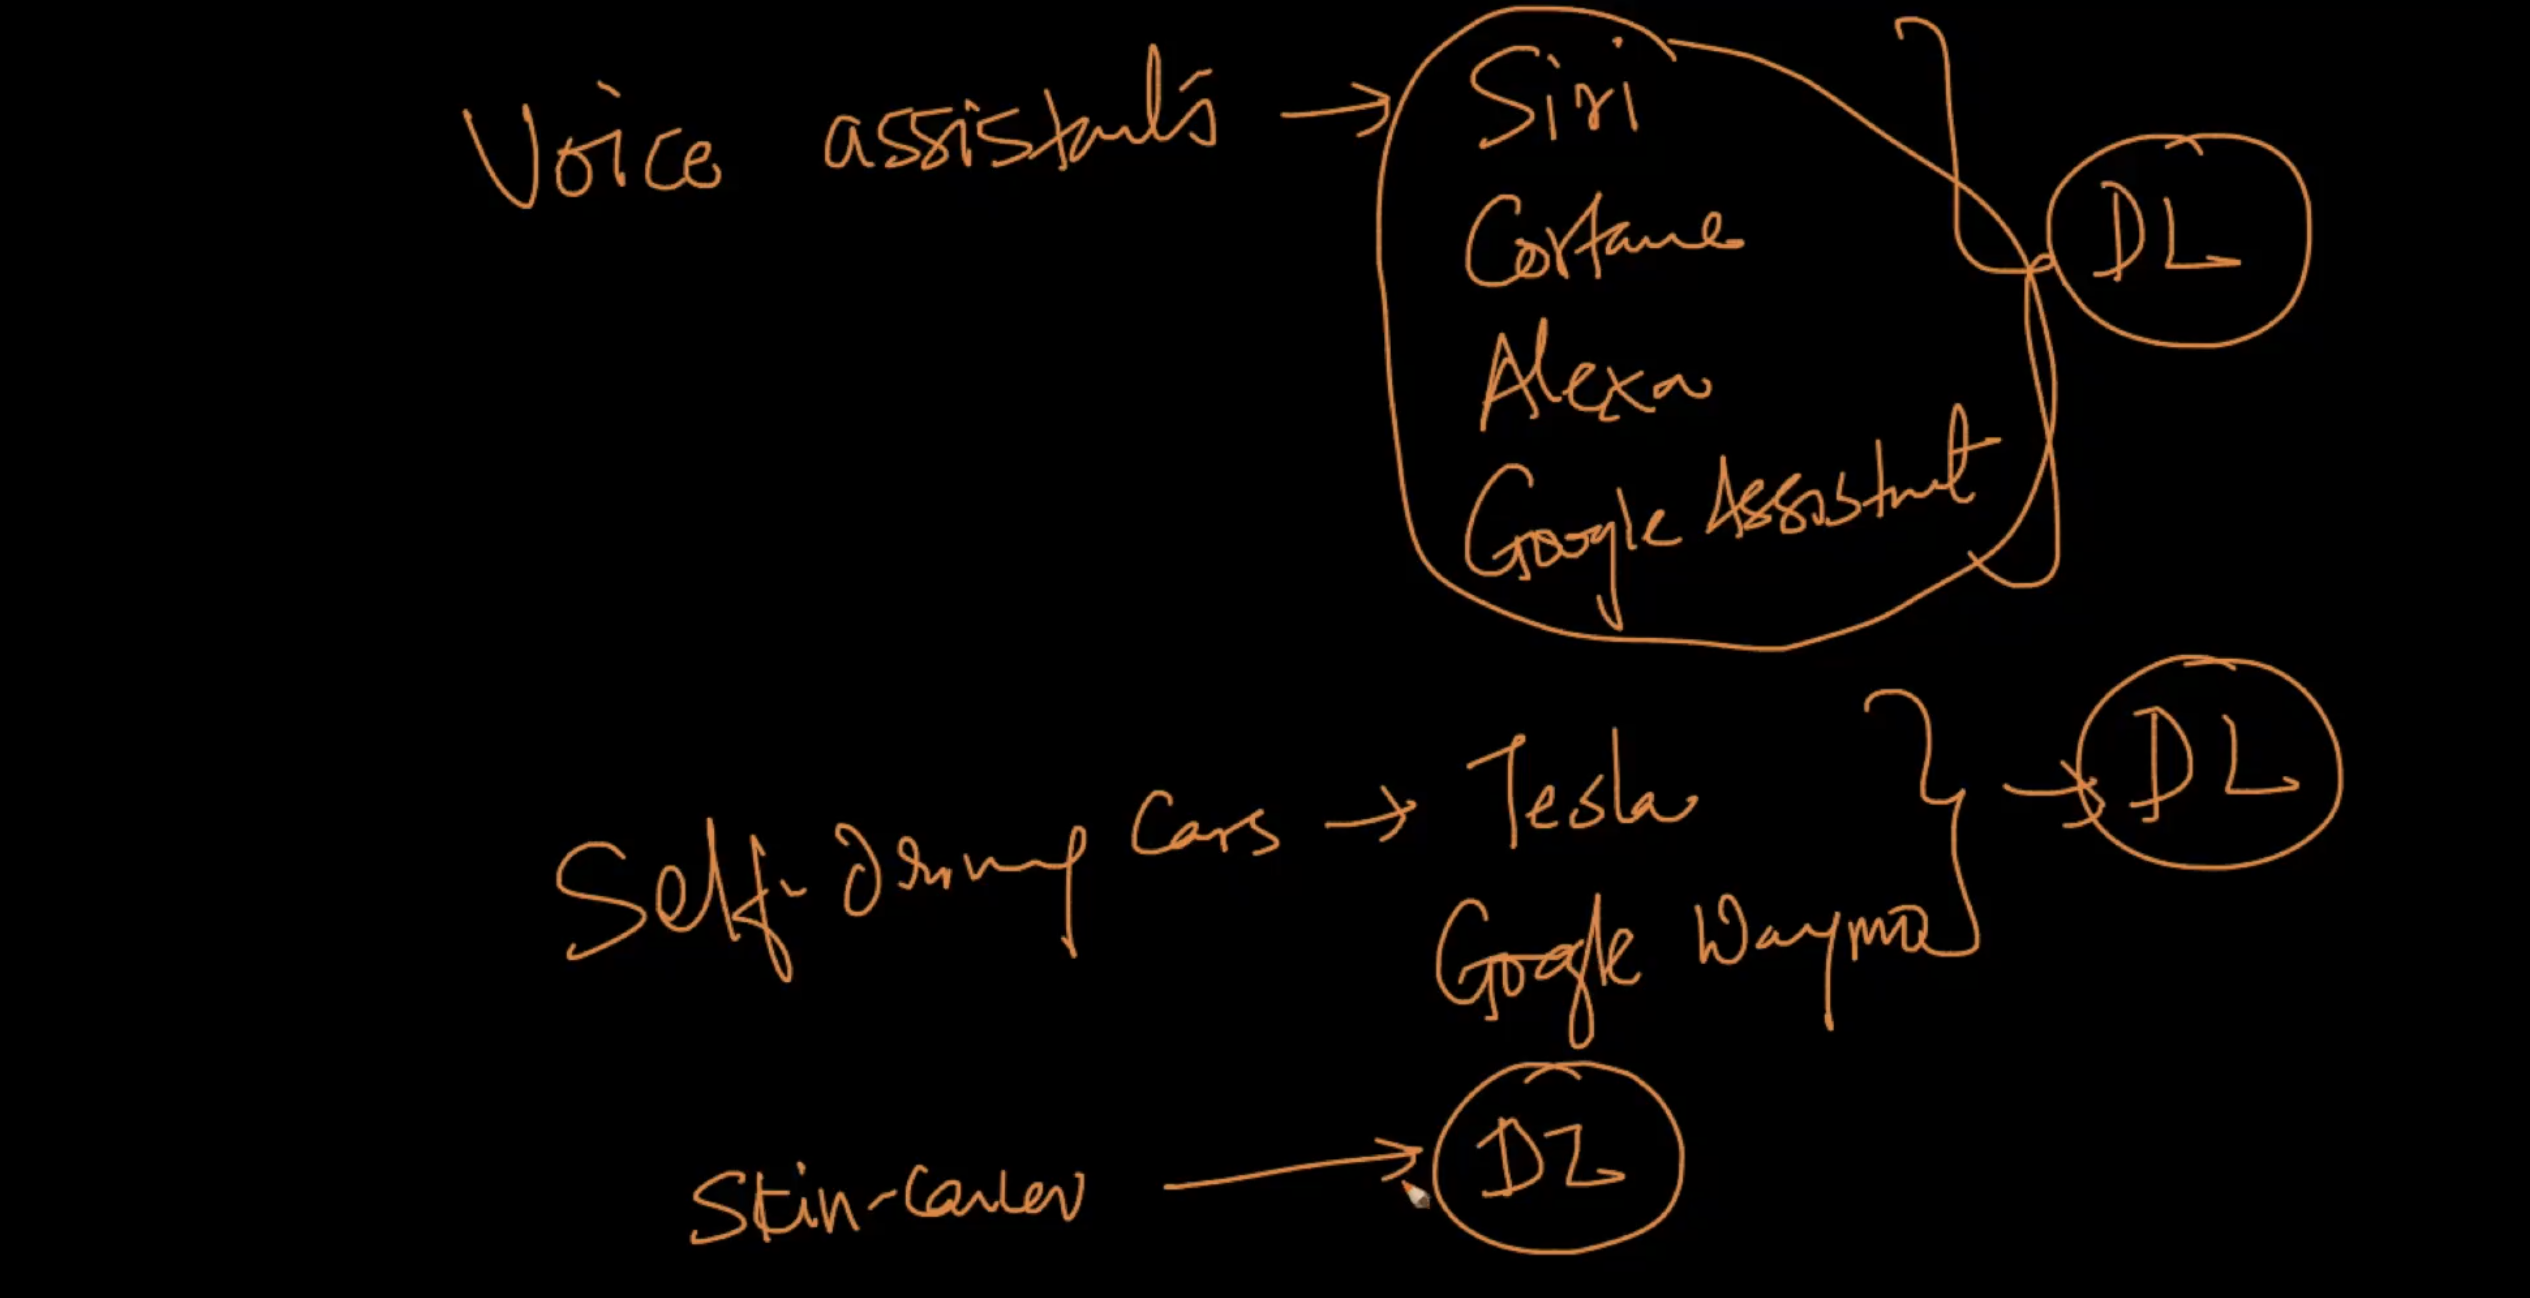 Voice assistants → Siri
Cortana
Alexa
Google Assistant
DL
Self-driving Cars → Tesla
Google Waymo
→ DL
Skin-Cancer → DL